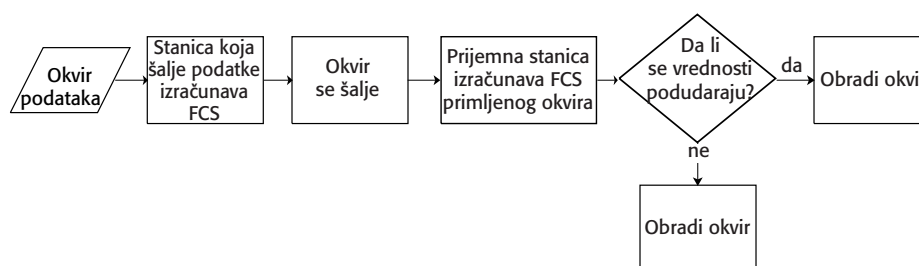 Okvir
podataka
Stanica koja
šalje podatke
izračunava
FCS
Okvir
se šalje
Prijemna stanica
izračunava FCS
primljenog okvira
Da li
se vrednosti
podudaraju?
da
Obradi okvi
ne
Obradi okvir